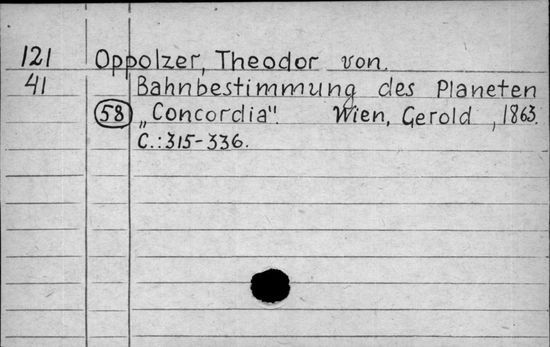 121 Oppolzer, Theodor von.
41 Bahnbestimmung des Planeten
58 „Concordia". Wien, Gerold, 1863.
C.: 315-336.